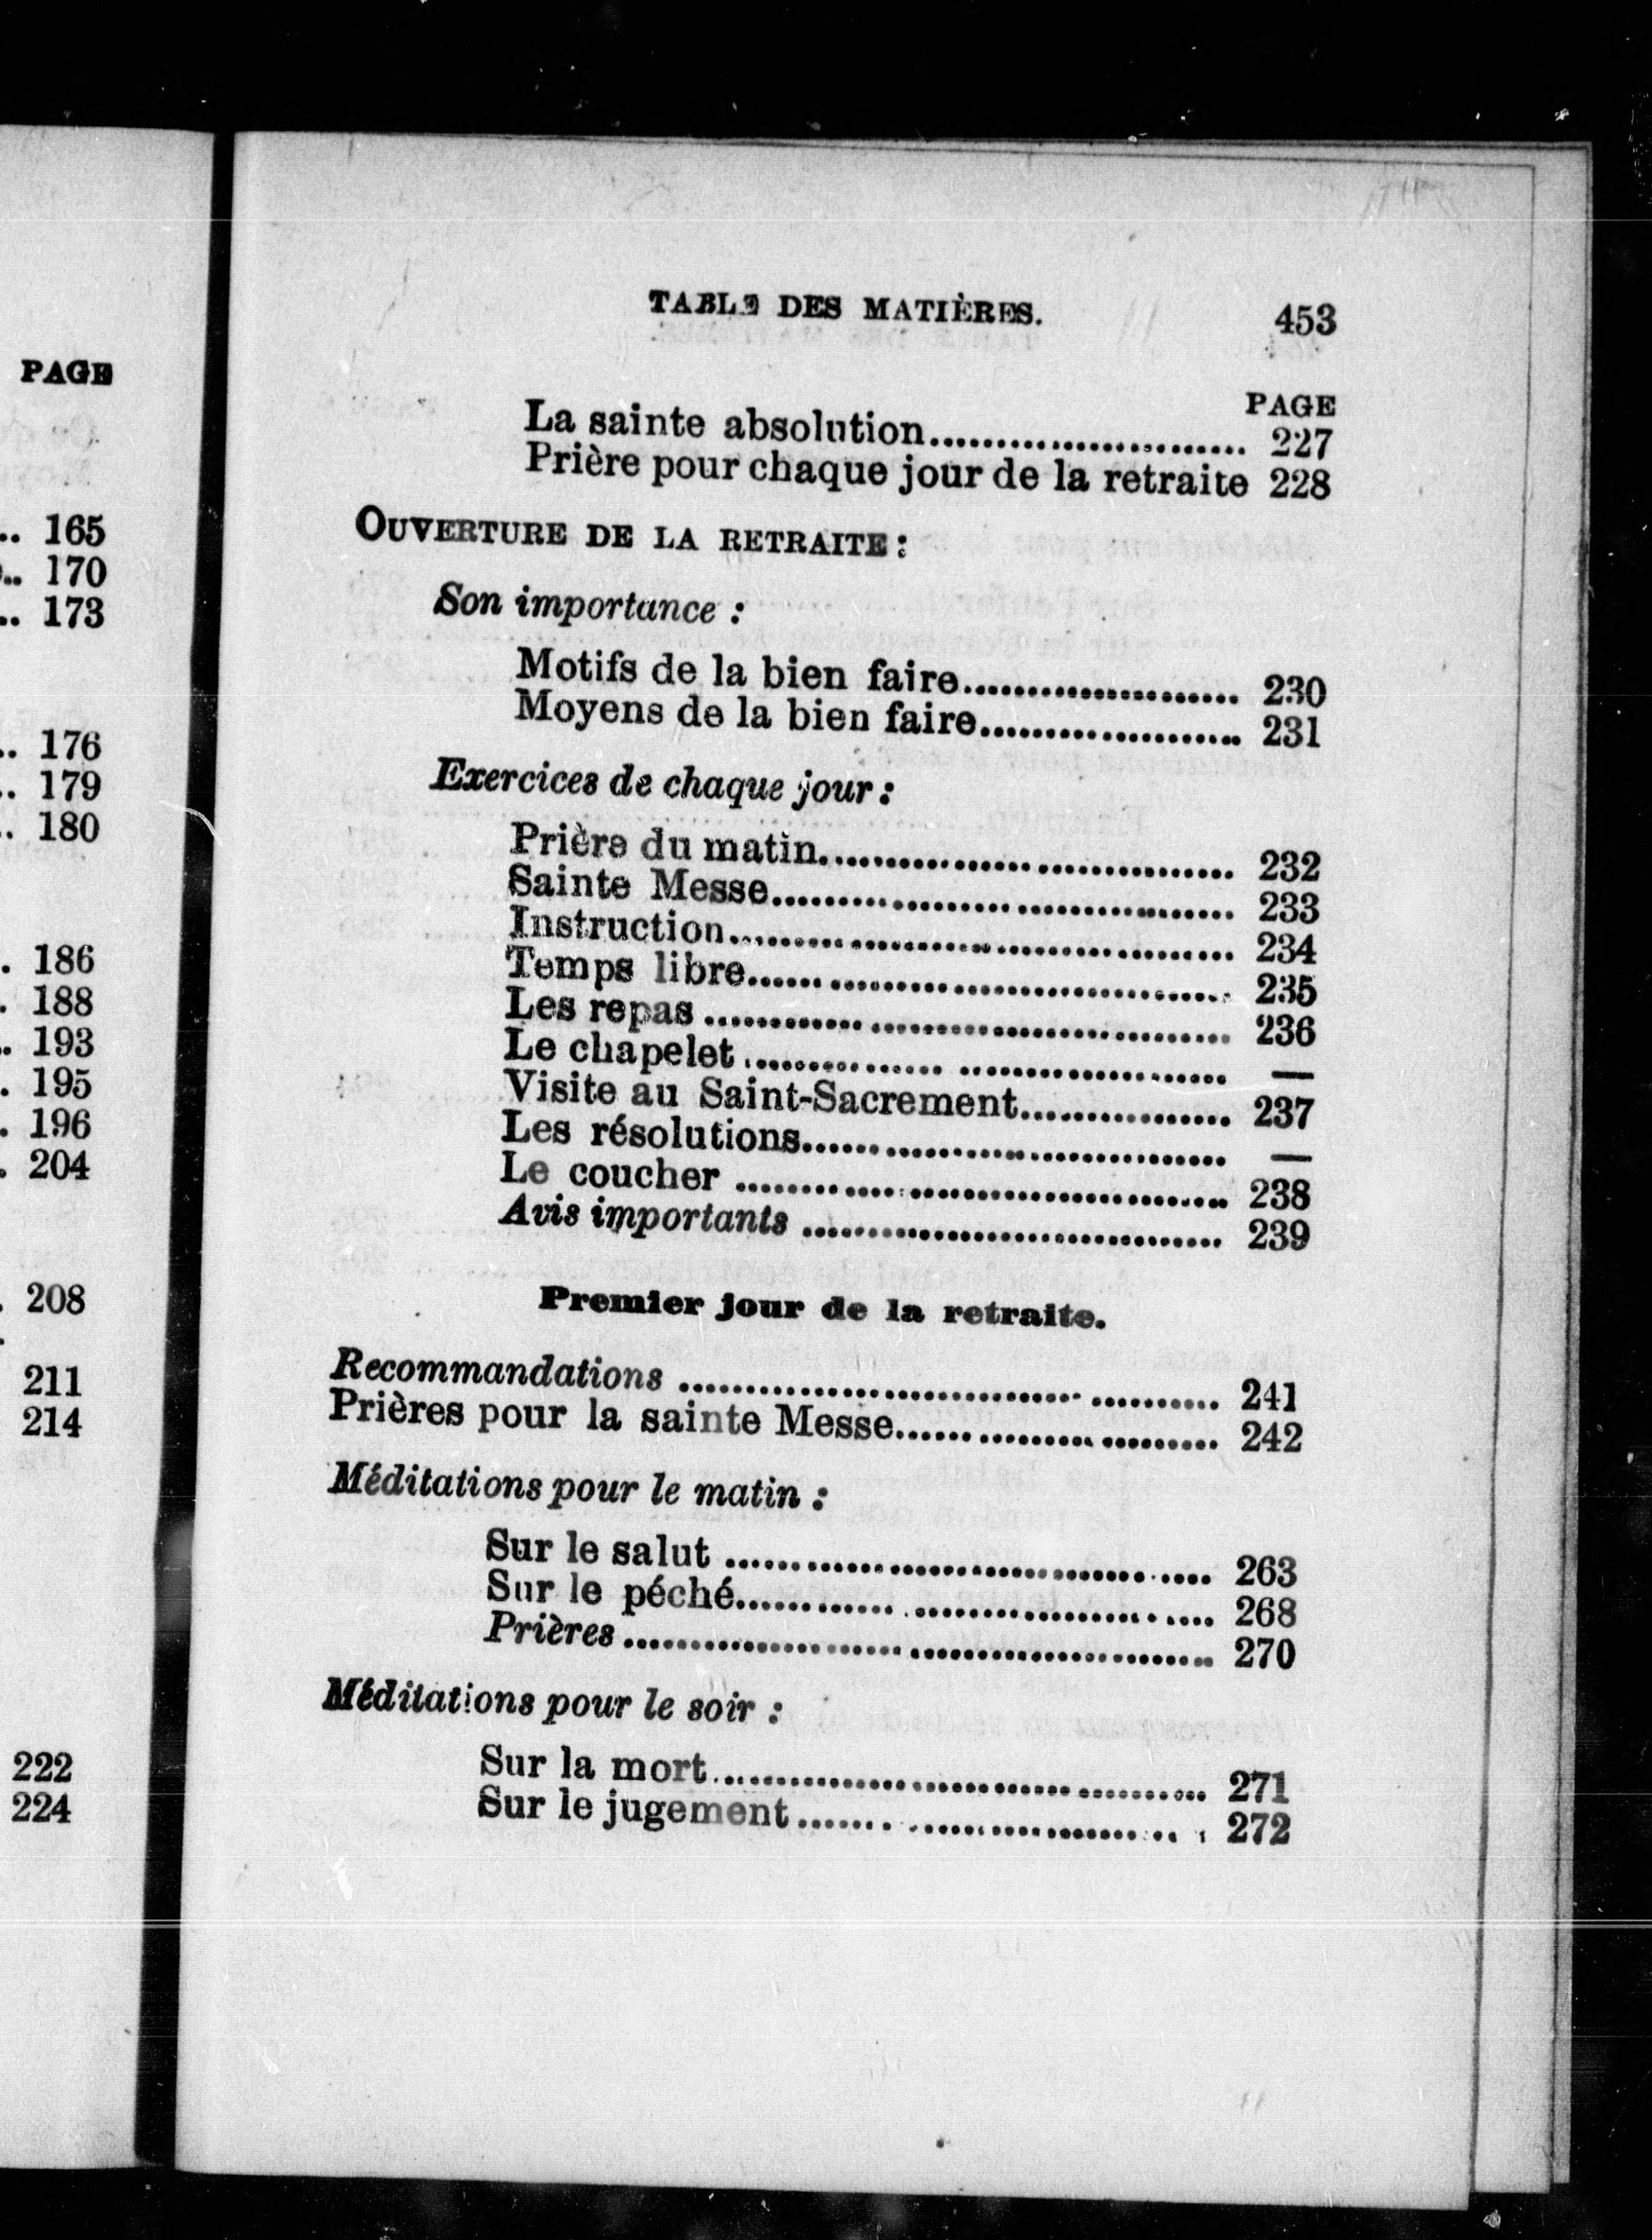 PAGE
.. 165
.. 170
.. 173
.. 176
.. 179
.. 180
. 186
. 188
.. 193
. 195
. 196
. 204
. 208
211
214
222
224
TABLE DES MATIÈRES. 453
PAGE
La sainte absolution........................ 227
Prière pour chaque jour de la retraite 228
OUVERTURE DE LA RETRAITE :
Son importance :
Motifs de la bien faire...................... 230
Moyens de la bien faire.................... 231
Exercices de chaque jour :
Prière du matin................................ 232
Sainte Messe.................................... 233
Instruction....................................... 234
Temps libre..................................... 235
Les repas ........................................ 236
Le chapelet ..................................... —
Visite au Saint-Sacrement................ 237
Les résolutions................................. —
Le coucher ...................................... 238
Avis importants ................................ 239
Premier jour de la retraite.
Recommandations ......................................... 241
Prières pour la sainte Messe......................... 242
Méditations pour le matin :
Sur le salut ..................................... 263
Sur le péché.................................... 268
Prières ............................................. 270
Méditations pour le soir :
Sur la mort...................................... 271
Sur le jugement ............................... 272